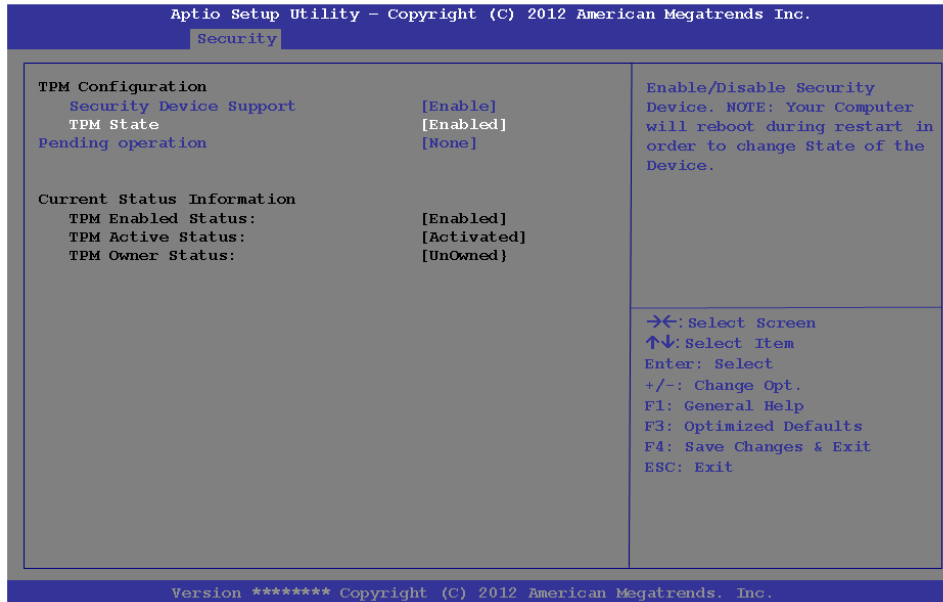 Aptio Setup Utility – Copyright (C) 2012 American Megatrends Inc.
Security
TPM Configuration
Security Device Support [Enable]
TPM State [Enabled]
Pending operation [None]
Current Status Information
TPM Enabled Status: [Enabled]
TPM Active Status: [Activated]
TPM Owner Status: [UnOwned}
Enable/Disable Security
Device. NOTE: Your Computer
will reboot during restart in
order to change State of the
Device.
→←: Select Screen
↑↓: Select Item
Enter: Select
+/-: Change Opt.
F1: General Help
F3: Optimized Defaults
F4: Save Changes & Exit
ESC: Exit
Version ******** Copyright (C) 2012 American Megatrends. Inc.